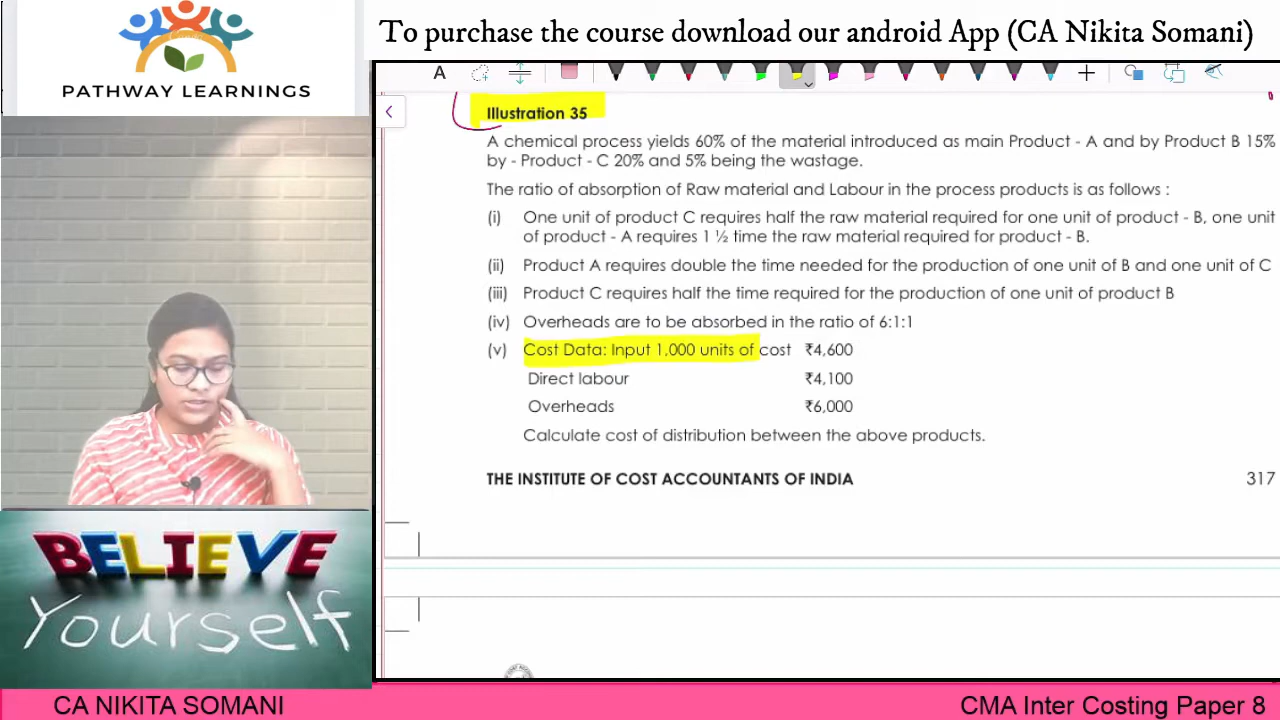 To purchase the course download our android App (CA Nikita Somani)
PATHWAY LEARNINGS
A
Illustration 35
A chemical process yields 60% of the material introduced as main Product - A and by Product B 15%
by - Product - C 20% and 5% being the wastage.
The ratio of absorption of Raw material and Labour in the process products is as follows :
(i) One unit of product C requires half the raw material required for one unit of product - B, one unit
of product - A requires 1 ½ time the raw material required for product - B.
(ii) Product A requires double the time needed for the production of one unit of B and one unit of C
(iii) Product C requires half the time required for the production of one unit of product B
(iv) Overheads are to be absorbed in the ratio of 6:1:1
(v) Cost Data: Input 1,000 units of cost ₹4,600
Direct labour ₹4,100
Overheads ₹6,000
Calculate cost of distribution between the above products.
THE INSTITUTE OF COST ACCOUNTANTS OF INDIA 317
BELIEVE
Yourself
CA NIKITA SOMANI
CMA Inter Costing Paper 8